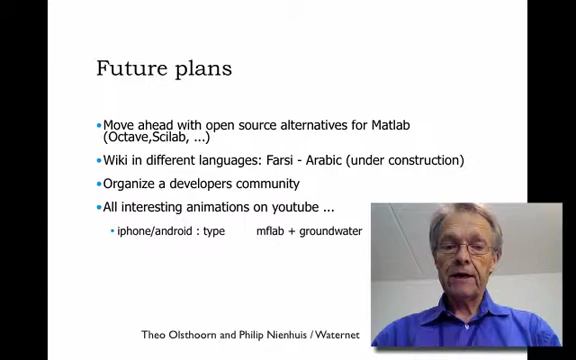 Future plans
•Move ahead with open source alternatives for Matlab
(Octave,Scilab, ...)
•Wiki in different languages: Farsi - Arabic (under construction)
•Organize a developers community
•All interesting animations on youtube ...
•iphone/android : type mflab + groundwater
Theo Olsthoorn and Philip Nienhuis / Waternet